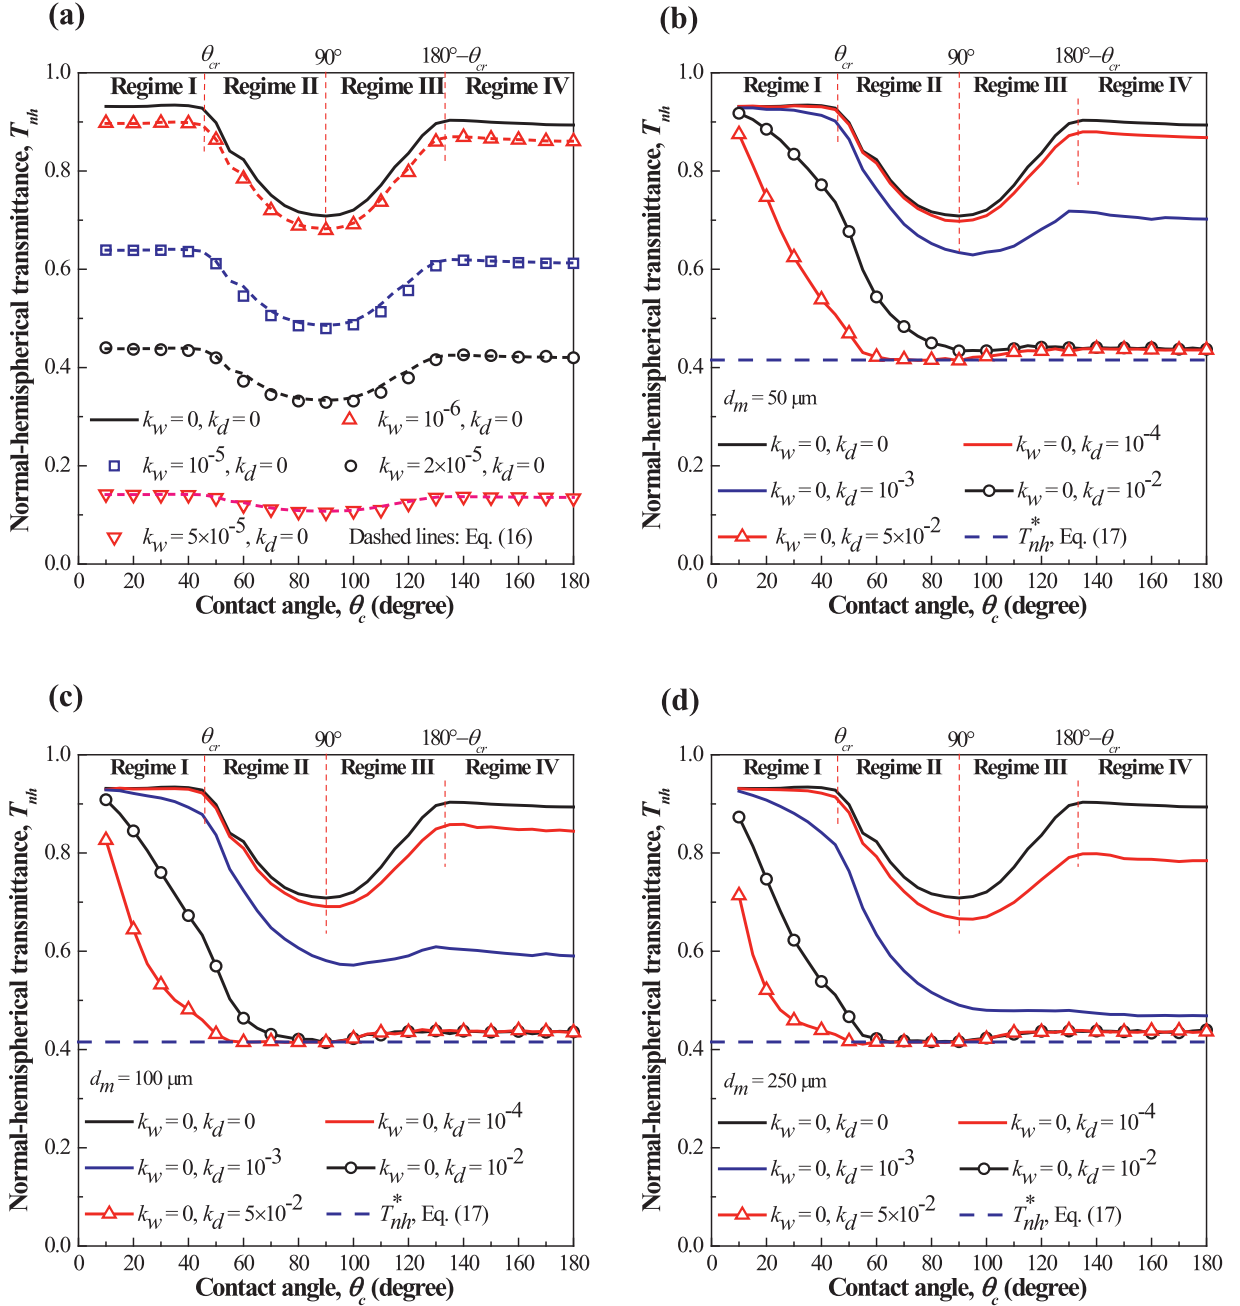 (a)
θcr 90° 180°–θcr
Regime I Regime II Regime III Regime IV
1.0
0.8
0.6
0.4
0.2
0.0
Normal-hemispherical transmittance, Tnh
kw = 0, kd = 0
kw = 10-6, kd = 0
kw = 10-5, kd = 0
kw = 2×10-5, kd = 0
kw = 5×10-5, kd = 0
Dashed lines: Eq. (16)
0 20 40 60 80 100 120 140 160 180
Contact angle, θc (degree)
(b)
θcr 90° 180°–θcr
Regime I Regime II Regime III Regime IV
1.0
0.8
0.6
0.4
0.2
0.0
Normal-hemispherical transmittance, Tnh
dm = 50 μm
kw = 0, kd = 0
kw = 0, kd = 10-4
kw = 0, kd = 10-3
kw = 0, kd = 10-2
kw = 0, kd = 5×10-2
T*nh, Eq. (17)
0 20 40 60 80 100 120 140 160 180
Contact angle, θc (degree)
(c)
θcr 90° 180°–θcr
Regime I Regime II Regime III Regime IV
1.0
0.8
0.6
0.4
0.2
0.0
Normal-hemispherical transmittance, Tnh
dm = 100 μm
kw = 0, kd = 0
kw = 0, kd = 10-4
kw = 0, kd = 10-3
kw = 0, kd = 10-2
kw = 0, kd = 5×10-2
T*nh, Eq. (17)
0 20 40 60 80 100 120 140 160 180
Contact angle, θc (degree)
(d)
θcr 90° 180°–θcr
Regime I Regime II Regime III Regime IV
1.0
0.8
0.6
0.4
0.2
0.0
Normal-hemispherical transmittance, Tnh
dm = 250 μm
kw = 0, kd = 0
kw = 0, kd = 10-4
kw = 0, kd = 10-3
kw = 0, kd = 10-2
kw = 0, kd = 5×10-2
T*nh, Eq. (17)
0 20 40 60 80 100 120 140 160 180
Contact angle, θc (degree)